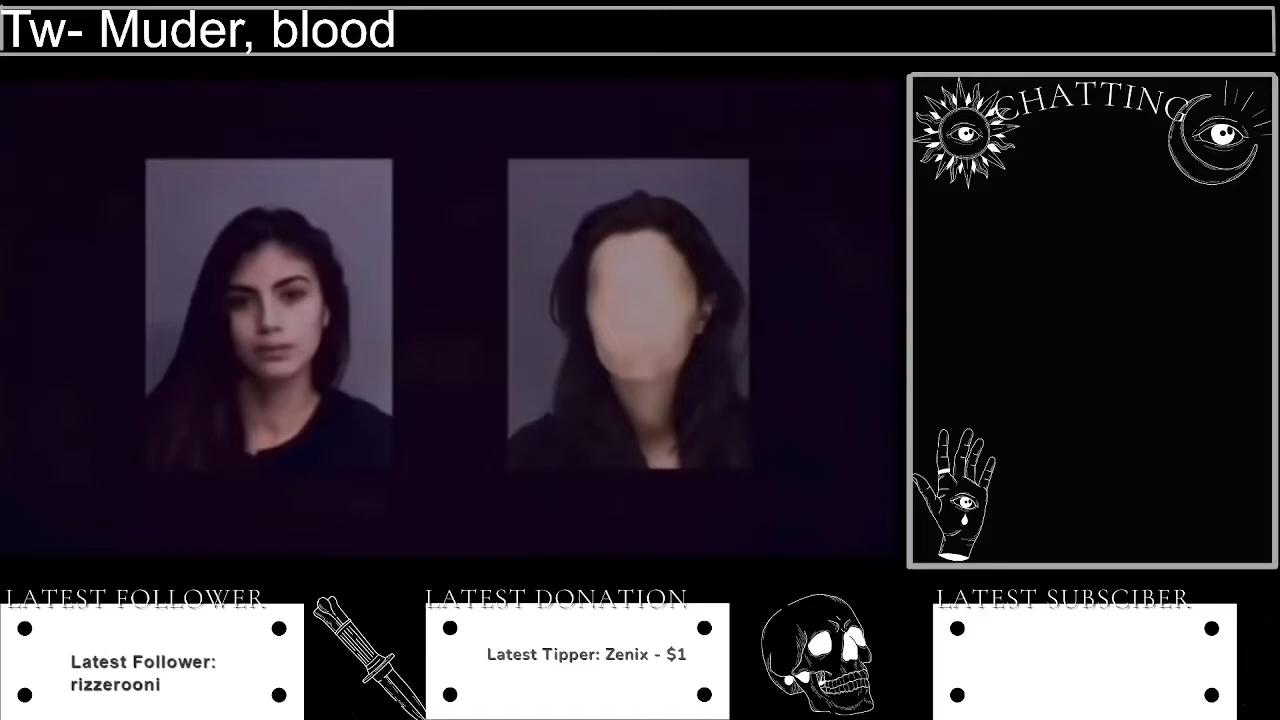 Tw- Muder, blood
CHATTING
LATEST FOLLOWER
LATEST DONATION
LATEST SUBSCIBER
Latest Follower:
rizzerooni
Latest Tipper: Zenix - $1